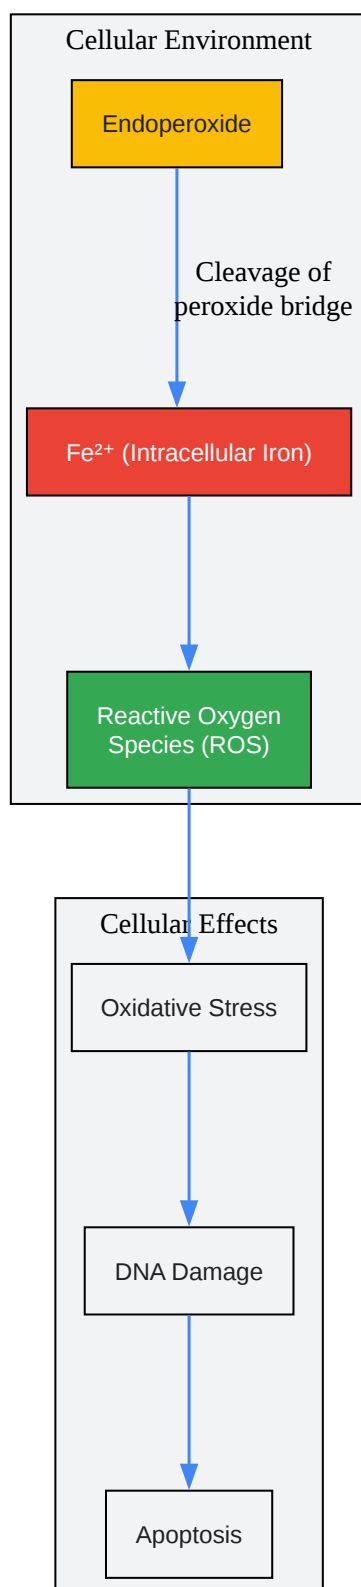 Cellular Environment
Endoperoxide
Cleavage of
peroxide bridge
Fe²⁺ (Intracellular Iron)
Reactive Oxygen
Species (ROS)
Cellular Effects
Oxidative Stress
DNA Damage
Apoptosis